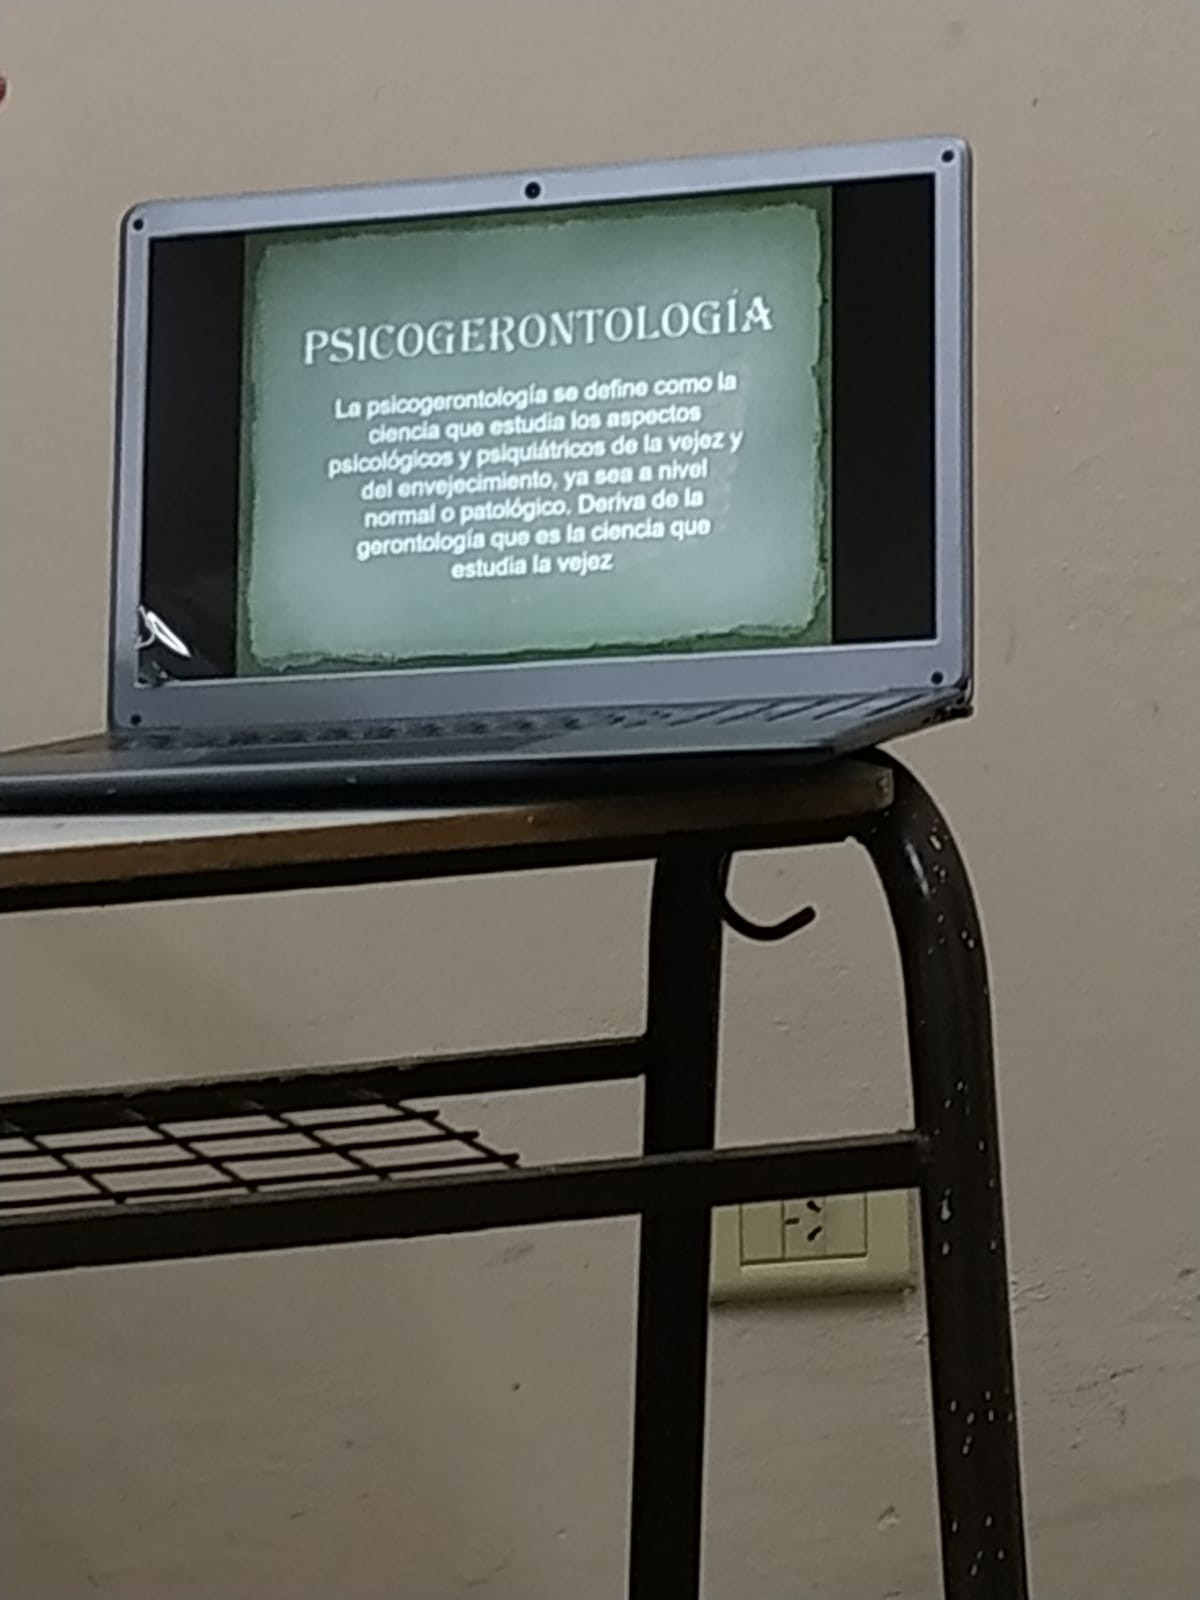 PSICOGERONTOLOGÍA
La psicogerontología se define como la
ciencia que estudia los aspectos
psicológicos y psiquiátricos de la vejez y
del envejecimiento, ya sea a nivel
normal o patológico. Deriva de la
gerontología que es la ciencia que
estudia la vejez